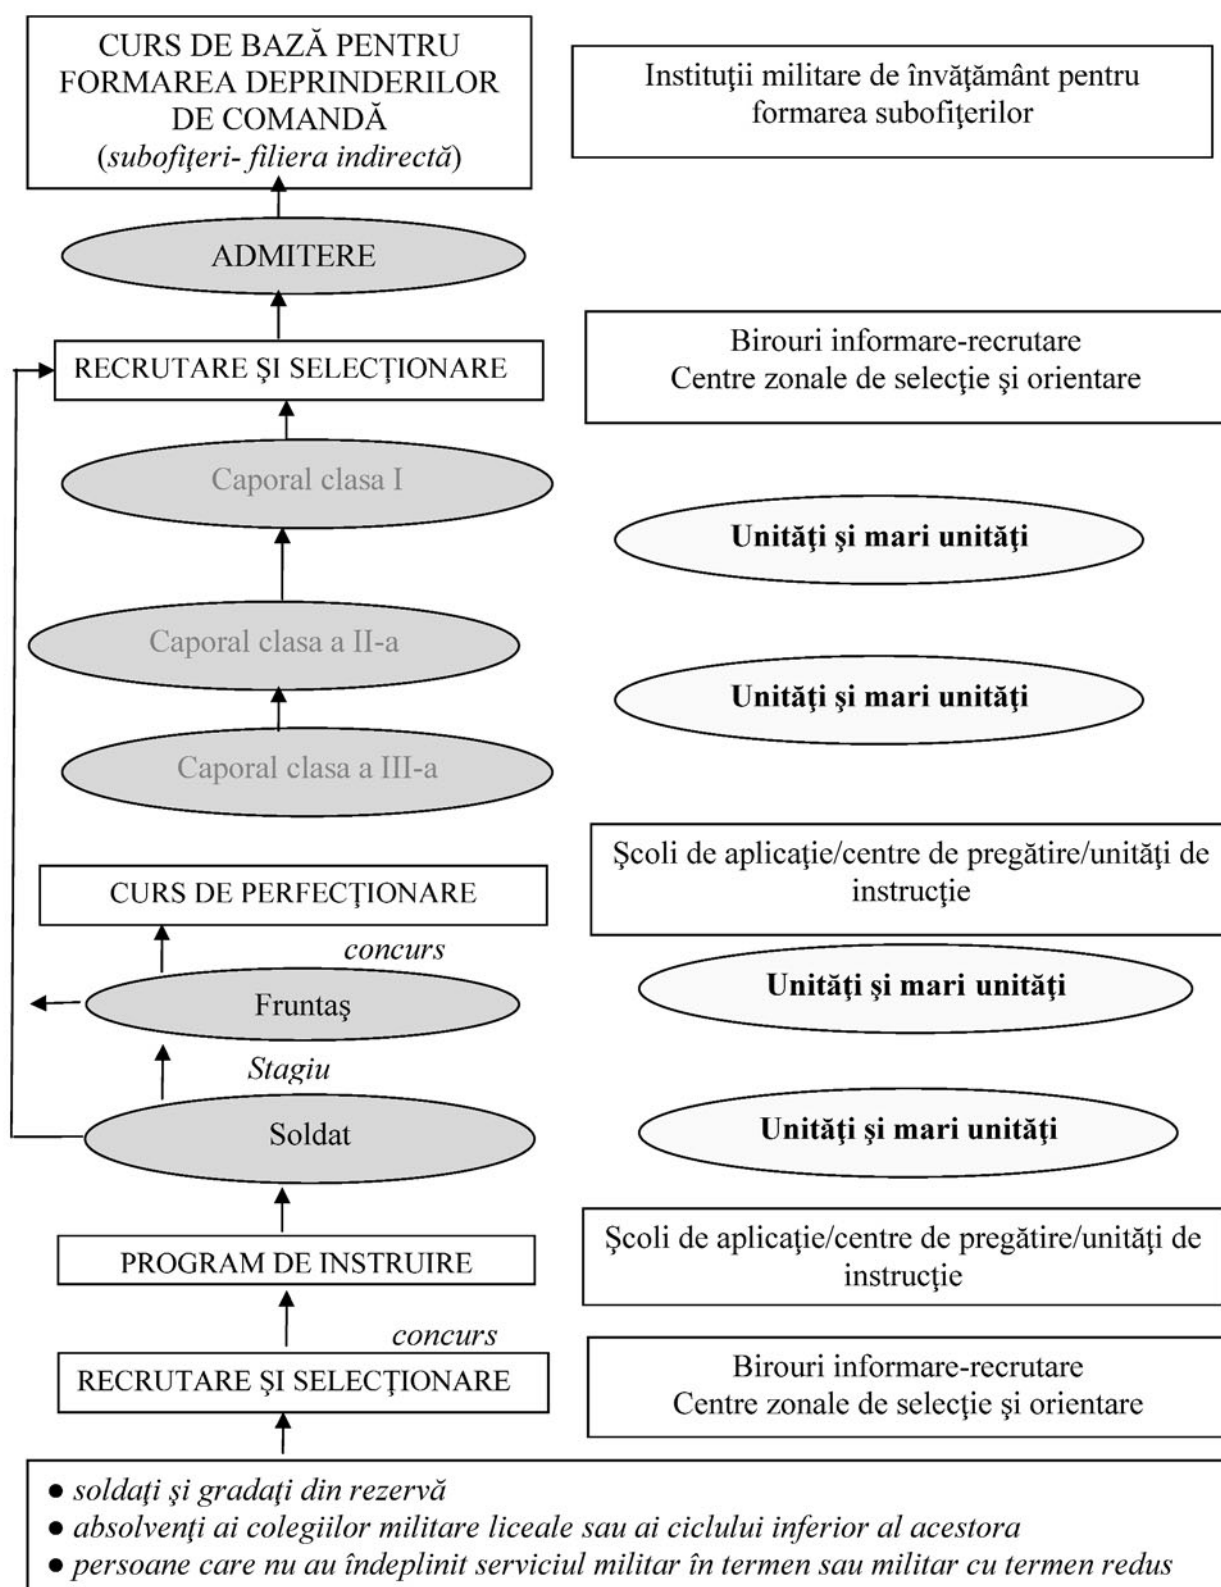 CURS DE BAZĂ PENTRU
FORMAREA DEPRINDERILOR
DE COMANDĂ
(subofiţeri- filiera indirectă)
Instituţii militare de învăţământ pentru
formarea subofiţerilor
ADMITERE
RECRUTARE ŞI SELECŢIONARE
Birouri informare-recrutare
Centre zonale de selecţie şi orientare
Caporal clasa I
Unităţi şi mari unităţi
Caporal clasa a II-a
Unităţi şi mari unităţi
Caporal clasa a III-a
Şcoli de aplicaţie/centre de pregătire/unităţi de
instrucţie
CURS DE PERFECŢIONARE
concurs
Fruntaş
Unităţi şi mari unităţi
Stagiu
Soldat
Unităţi şi mari unităţi
PROGRAM DE INSTRUIRE
Şcoli de aplicaţie/centre de pregătire/unităţi de
instrucţie
concurs
RECRUTARE ŞI SELECŢIONARE
Birouri informare-recrutare
Centre zonale de selecţie şi orientare
● soldaţi şi gradaţi din rezervă
● absolvenţi ai colegiilor militare liceale sau ai ciclului inferior al acestora
● persoane care nu au îndeplinit serviciul militar în termen sau militar cu termen redus